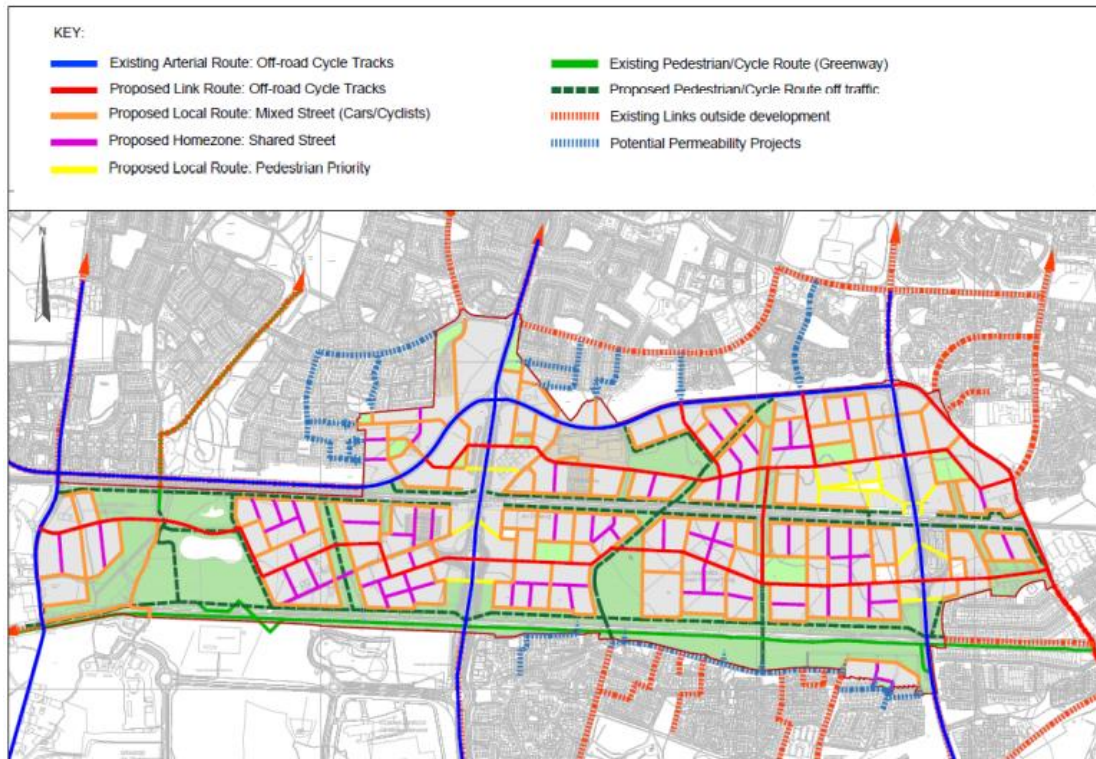 KEY:
Existing Arterial Route: Off-road Cycle Tracks
Proposed Link Route: Off-road Cycle Tracks
Proposed Local Route: Mixed Street (Cars/Cyclists)
Proposed Homezone: Shared Street
Proposed Local Route: Pedestrian Priority
Existing Pedestrian/Cycle Route (Greenway)
Proposed Pedestrian/Cycle Route off traffic
Existing Links outside development
Potential Permeability Projects
N